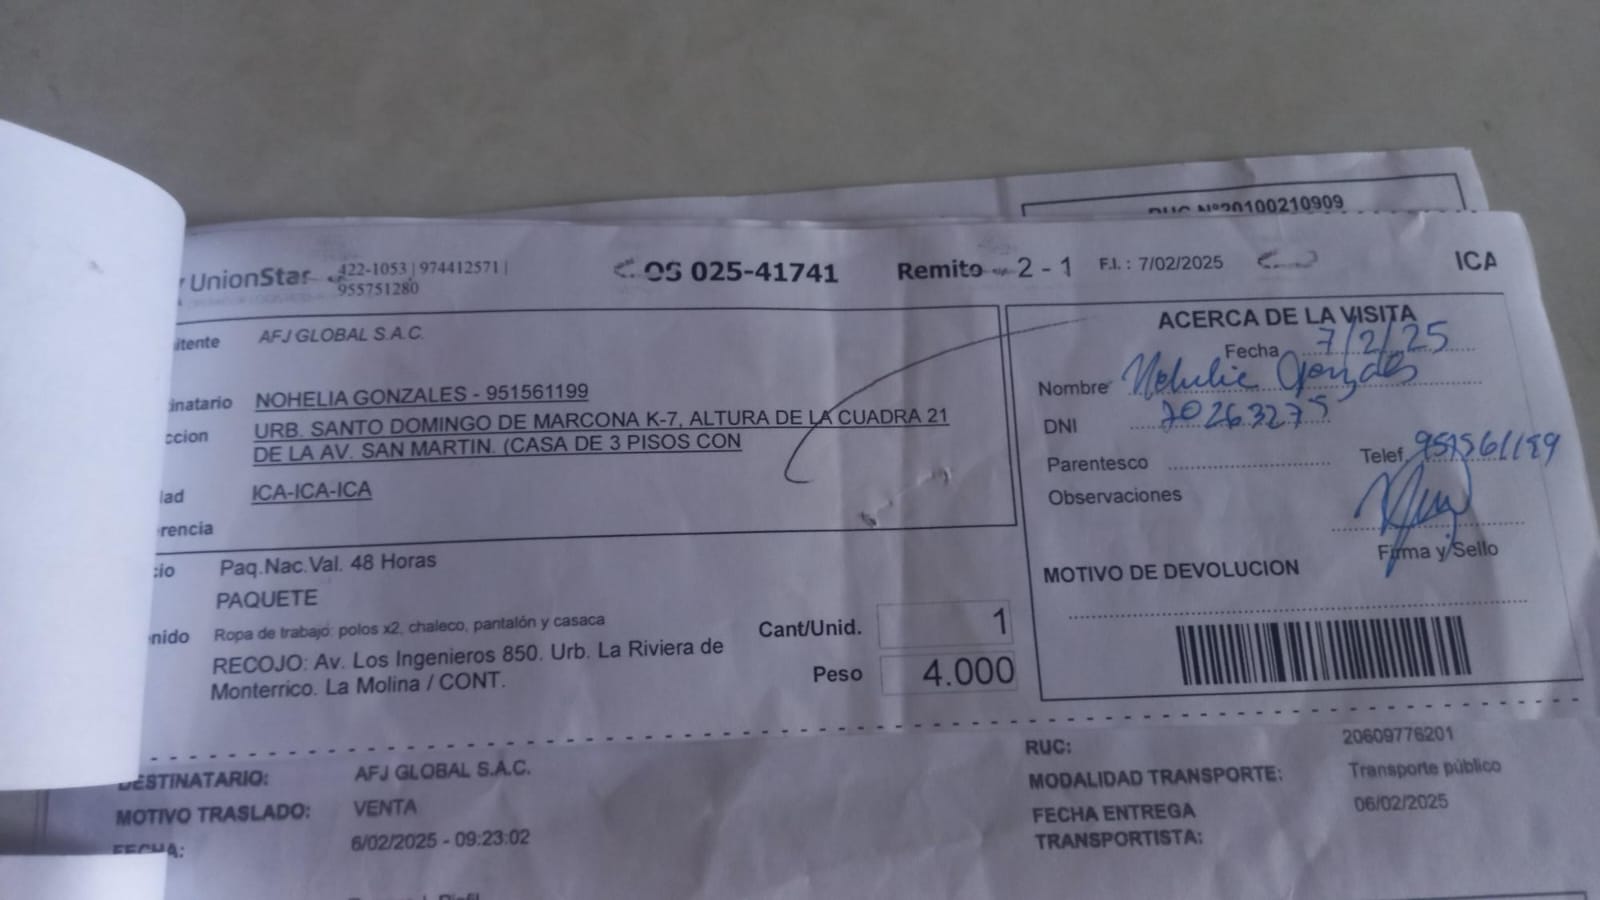 RUC Nº20100210909
UnionStar 422-1053 | 974412571 |
955751280
OS 025-41741
Remito 2 - 1
F.I. : 7/02/2025
ICA
itente AFJ GLOBAL S.A.C.
inatario NOHELIA GONZALES - 951561199
ccion URB. SANTO DOMINGO DE MARCONA K-7, ALTURA DE LA CUADRA 21
DE LA AV. SAN MARTIN. (CASA DE 3 PISOS CON
lad ICA-ICA-ICA
rencia
cio Paq.Nac.Val. 48 Horas
PAQUETE
nido Ropa de trabajo: polos x2, chaleco, pantalón y casaca
RECOJO: Av. Los Ingenieros 850. Urb. La Riviera de
Monterrico. La Molina / CONT.
Cant/Unid. 1
Peso 4.000
ACERCA DE LA VISITA
Fecha 7/2/25
Nombre Nohelia Gonzales
DNI 70263275
Parentesco
Telef. 951561199
Observaciones
Firma y Sello
MOTIVO DE DEVOLUCION
DESTINATARIO: AFJ GLOBAL S.A.C.
MOTIVO TRASLADO: VENTA
FECHA: 6/02/2025 - 09:23:02
RUC: 20609776201
MODALIDAD TRANSPORTE: Transporte público
FECHA ENTREGA 06/02/2025
TRANSPORTISTA: